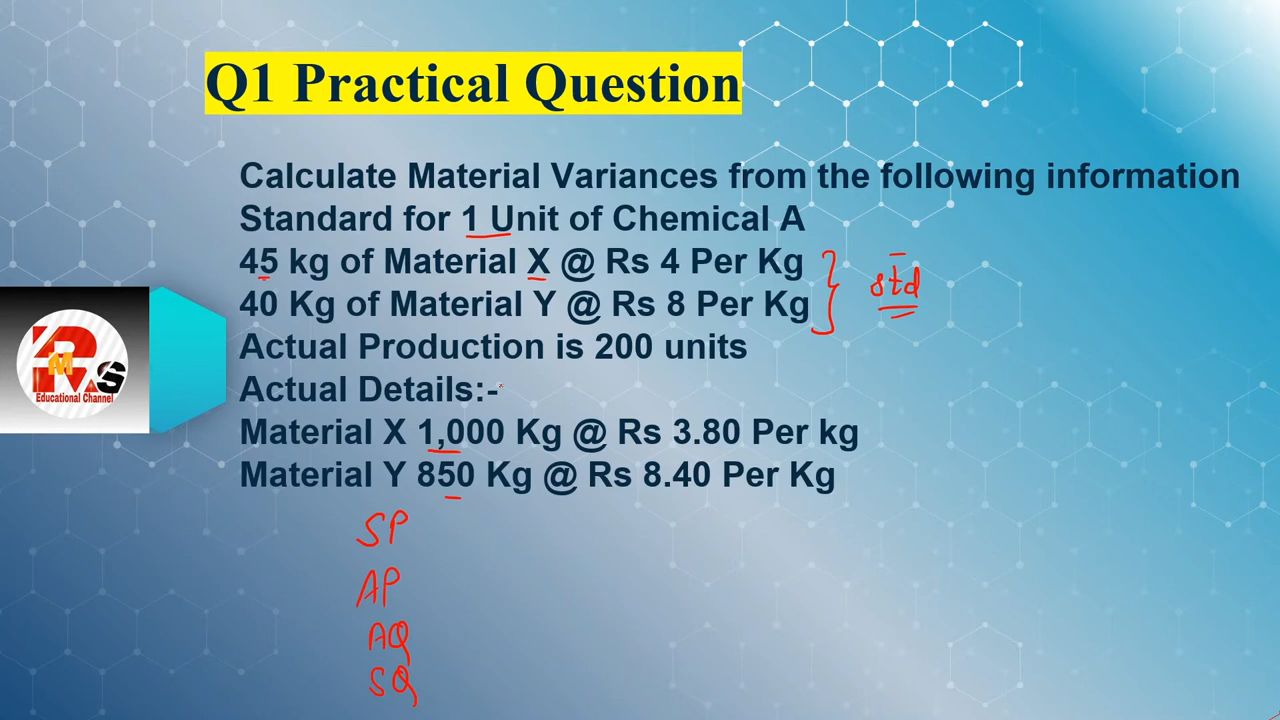 Q1 Practical Question
Calculate Material Variances from the following information
Standard for 1 Unit of Chemical A
45 kg of Material X @ Rs 4 Per Kg
40 Kg of Material Y @ Rs 8 Per Kg
std
Actual Production is 200 units
Actual Details:-
Material X 1,000 Kg @ Rs 3.80 Per kg
Material Y 850 Kg @ Rs 8.40 Per Kg
SP
AP
AQ
SQ
M
S
Educational Channel